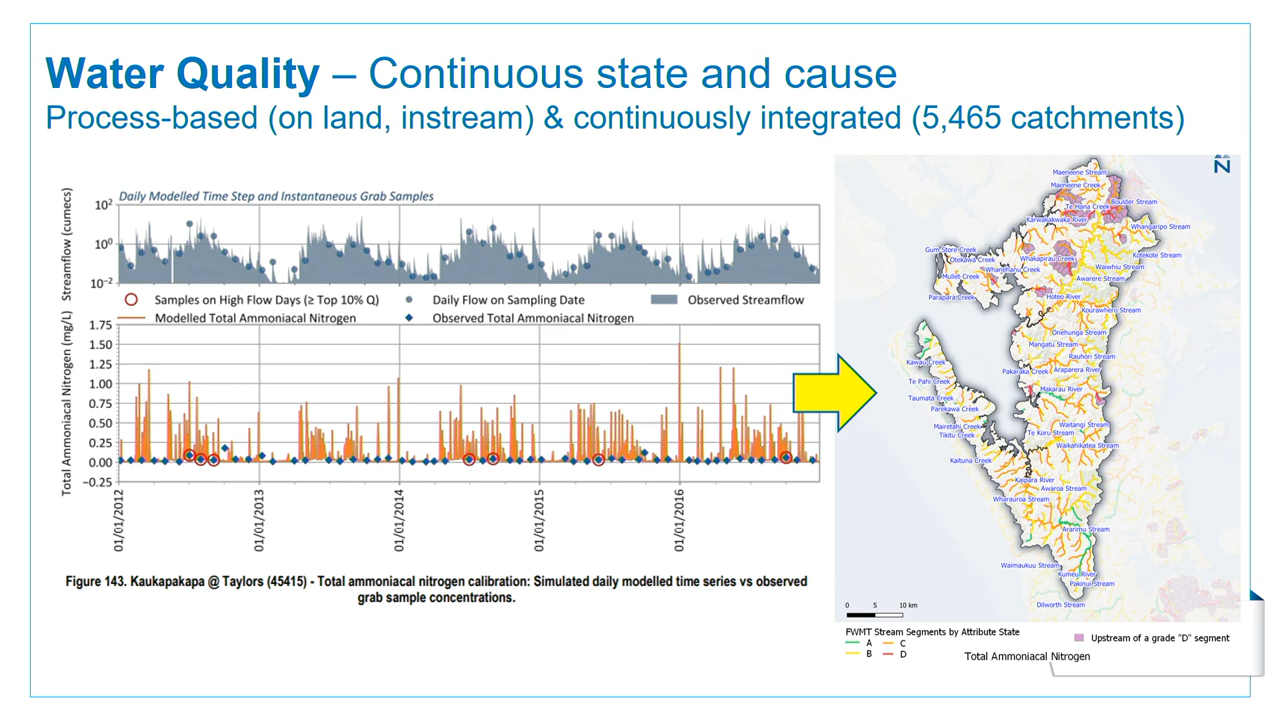 Water Quality – Continuous state and cause
Process-based (on land, instream) & continuously integrated (5,465 catchments)
Daily Modelled Time Step and Instantaneous Grab Samples
Streamflow (cumecs)
10²
10⁰
10⁻²
Samples on High Flow Days (≥ Top 10% Q)
Daily Flow on Sampling Date
Observed Streamflow
Modelled Total Ammoniacal Nitrogen
Observed Total Ammoniacal Nitrogen
Total Ammoniacal Nitrogen (mg/L)
1.75
1.50
1.25
1.00
0.75
0.50
0.25
0.00
−0.25
01/01/2012
01/01/2013
01/01/2014
01/01/2015
01/01/2016
Figure 143. Kaukapakapa @ Taylors (45415) - Total ammoniacal nitrogen calibration: Simulated daily modelled time series vs observed
grab sample concentrations.
N
Maeneene Stream
Maeneene Creek
Te Hana Creek
Boulder Stream
Karwakakwaka River
Whangaripo Stream
Gum Store Creek
Otekawa Creek
Whakapirau Creek
Kotekote Stream
Whanenahu Creek
Waiwhiu Stream
Mullet Creek
Awarere Stream
Paraparai Creek
Hoteo River
Kourawhero Stream
Onehunga Stream
Mangatu Stream
Rauhori Stream
Kawau Creek
Pakaraka Creek
Araparera River
Te Pahi Creek
Makarau River
Taumata Creek
Parekawa Creek
Mairetahi Creek
Waitangi Stream
Tikitu Creek
Te Koru Stream
Waikahikatea Stream
Kaituna Creek
Kaipara River
Awaroa Stream
Wharauroa Stream
Ararimu Stream
Waimaukuu Stream
Kumeu River
Pakinui Stream
Dilworth Stream
0 5 10 km
FWMT Stream Segments by Attribute State
A C
B D
Upstream of a grade "D" segment
Total Ammoniacal Nitrogen